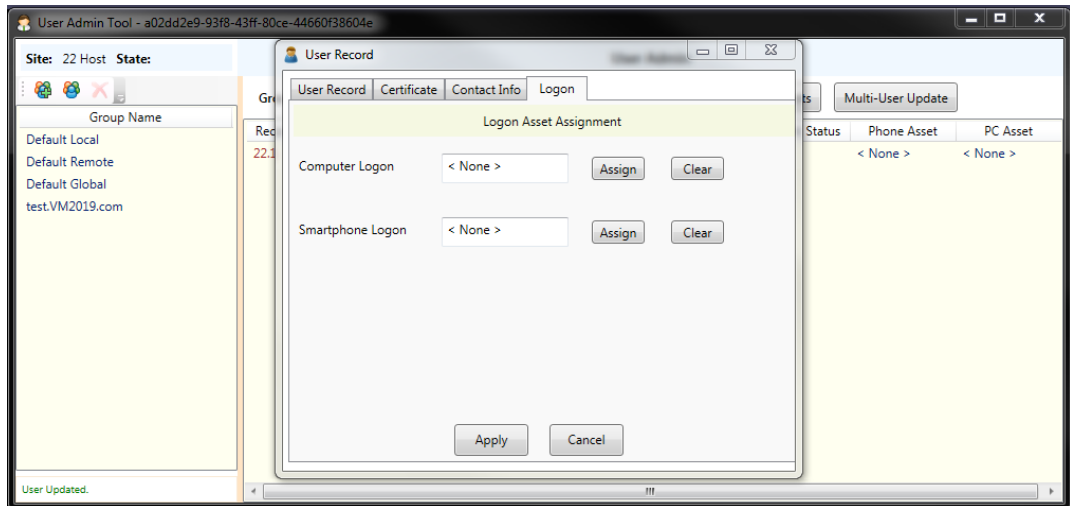 User Admin Tool - a02dd2e9-93f8-43ff-80ce-44660f38604e
Site: 22 Host State:
Group Name
Default Local
Default Remote
Default Global
test.VM2019.com
User Updated.
Multi-User Update
Status Phone Asset PC Asset
22.1 < None > < None >
User Record
User Record Certificate Contact Info Logon
Logon Asset Assignment
Computer Logon < None > Assign Clear
Smartphone Logon < None > Assign Clear
Apply Cancel